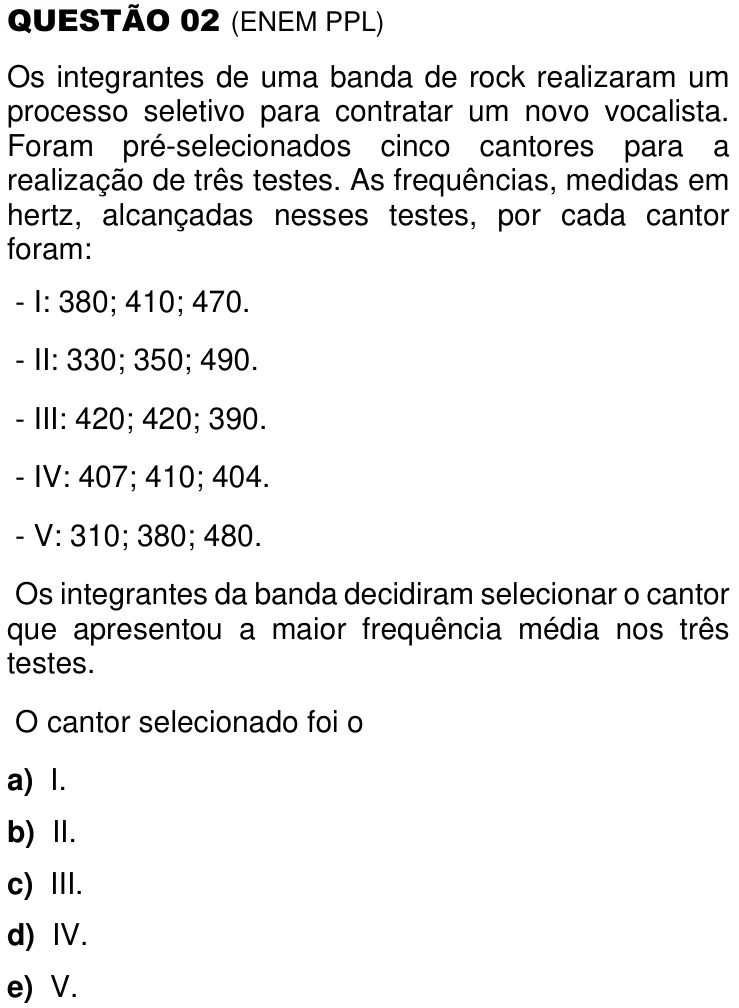 QUESTÃO 02 (ENEM PPL)
Os integrantes de uma banda de rock realizaram um
processo seletivo para contratar um novo vocalista.
Foram pré-selecionados cinco cantores para a
realização de três testes. As frequências, medidas em
hertz, alcançadas nesses testes, por cada cantor
foram:
- I: 380; 410; 470.
- II: 330; 350; 490.
- III: 420; 420; 390.
- IV: 407; 410; 404.
- V: 310; 380; 480.
Os integrantes da banda decidiram selecionar o cantor
que apresentou a maior frequência média nos três
testes.
O cantor selecionado foi o
a) I.
b) II.
c) III.
d) IV.
e) V.